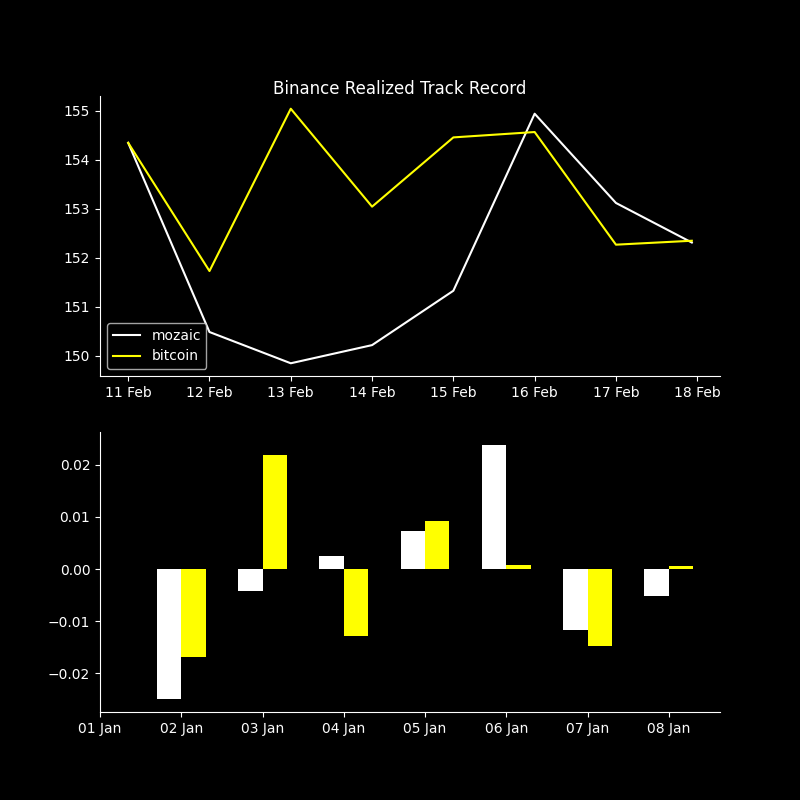 Binance Realized Track Record
155
154
153
152
151
150
mozaic
bitcoin
11 Feb 12 Feb 13 Feb 14 Feb 15 Feb 16 Feb 17 Feb 18 Feb
0.02
0.01
0.00
−0.01
−0.02
01 Jan 02 Jan 03 Jan 04 Jan 05 Jan 06 Jan 07 Jan 08 Jan